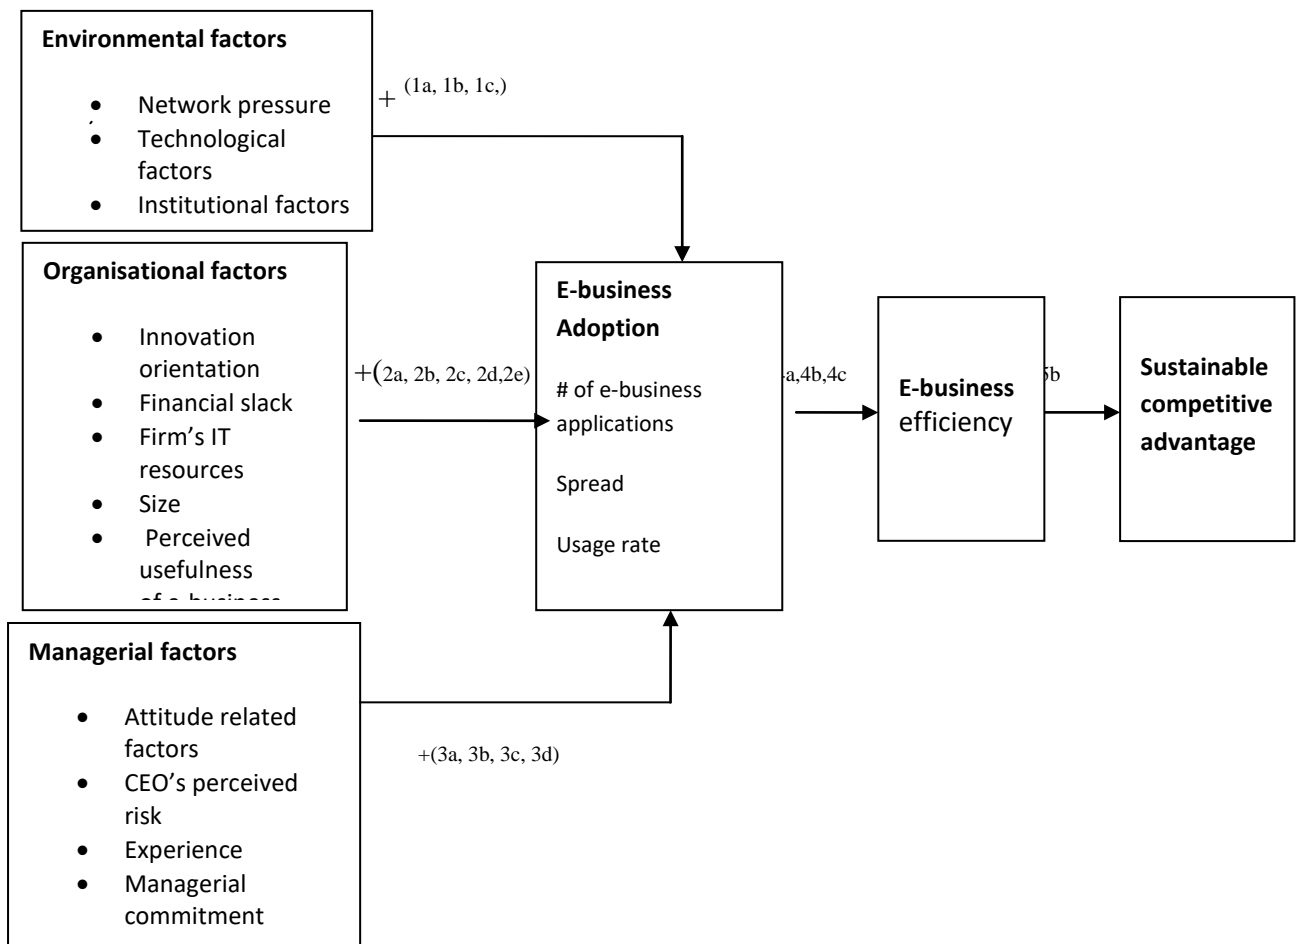 Environmental factors
• Network pressure
• Technological
factors
• Institutional factors
+ (1a, 1b, 1c,)
Organisational factors
• Innovation
orientation
• Financial slack
• Firm’s IT
resources
• Size
• Perceived
usefulness
of e-business
+(2a, 2b, 2c, 2d,2e)
Managerial factors
• Attitude related
factors
• CEO’s perceived
risk
• Experience
• Managerial
commitment
+(3a, 3b, 3c, 3d)
E-business
Adoption
# of e-business
applications
Spread
Usage rate
a,4b,4c
E-business
efficiency
5b
Sustainable
competitive
advantage